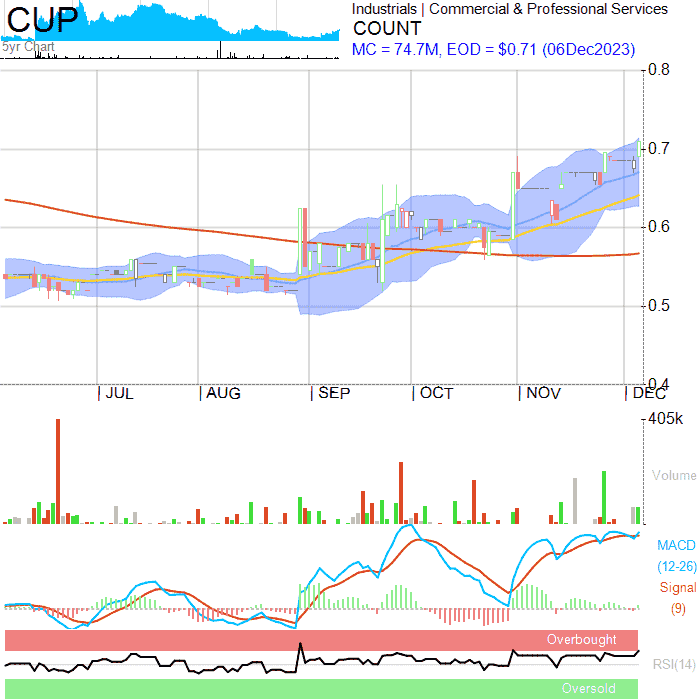 CUP
5yr Chart
Industrials | Commercial & Professional Services
COUNT
MC = 74.7M, EOD = $0.71 (06Dec2023)
0.8
0.7
0.6
0.5
0.4
JUL AUG SEP OCT NOV DEC
405k
Volume
MACD
(12-26)
Signal
(9)
Overbought
RSI(14)
Oversold